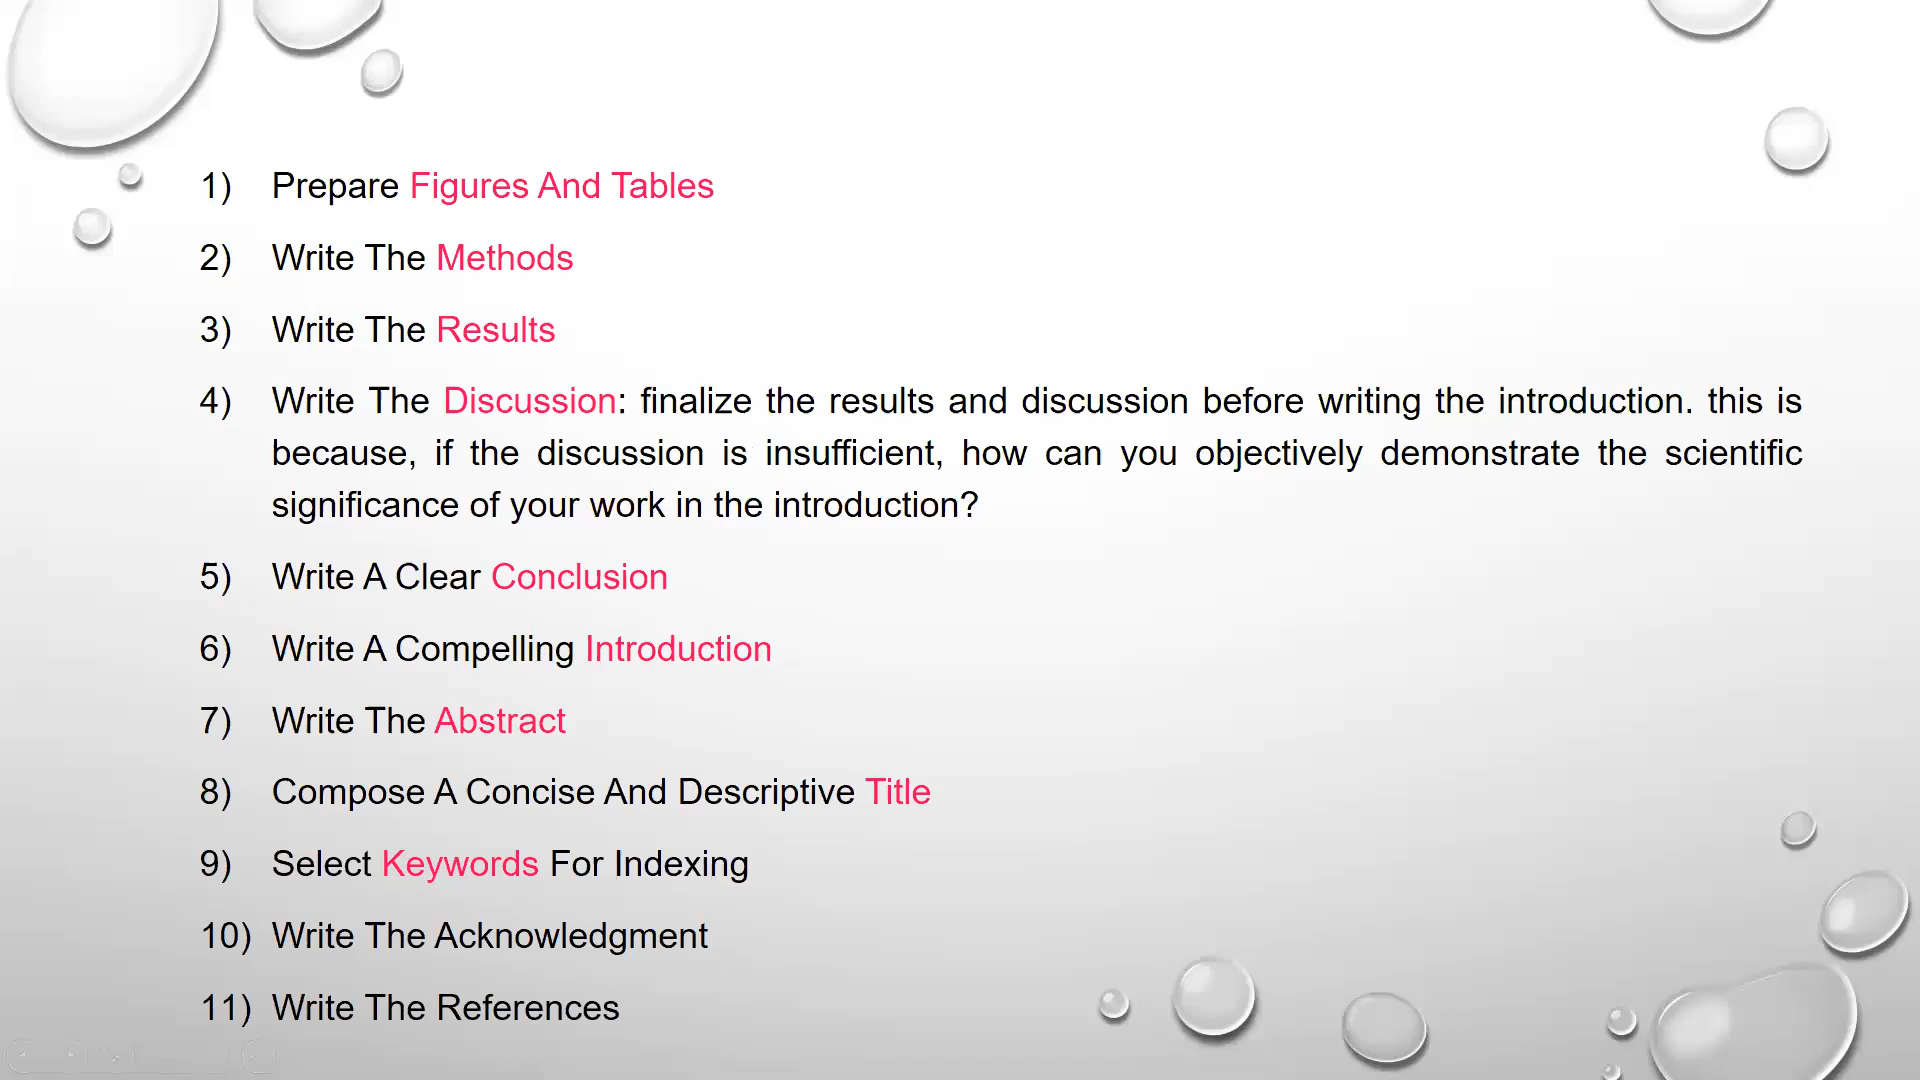 1) Prepare Figures And Tables
2) Write The Methods
3) Write The Results
4) Write The Discussion: finalize the results and discussion before writing the introduction. this is
because, if the discussion is insufficient, how can you objectively demonstrate the scientific
significance of your work in the introduction?
5) Write A Clear Conclusion
6) Write A Compelling Introduction
7) Write The Abstract
8) Compose A Concise And Descriptive Title
9) Select Keywords For Indexing
10) Write The Acknowledgment
11) Write The References